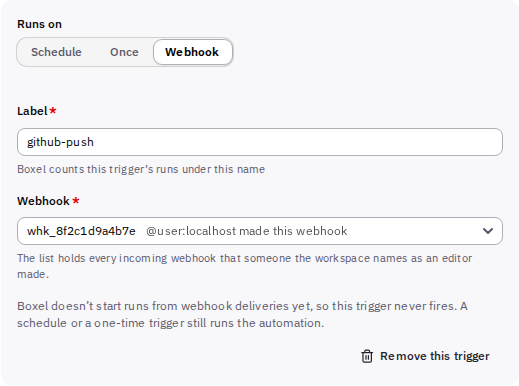 Runs on
Schedule Once Webhook
Label*
github-push
Boxel counts this trigger's runs under this name
Webhook *
whk_8f2c1d9a4b7e @user:localhost made this webhook
The list holds every incoming webhook that someone the workspace names as an editor
made.
Boxel doesn't start runs from webhook deliveries yet, so this trigger never fires. A
schedule or a one-time trigger still runs the automation.
Remove this trigger